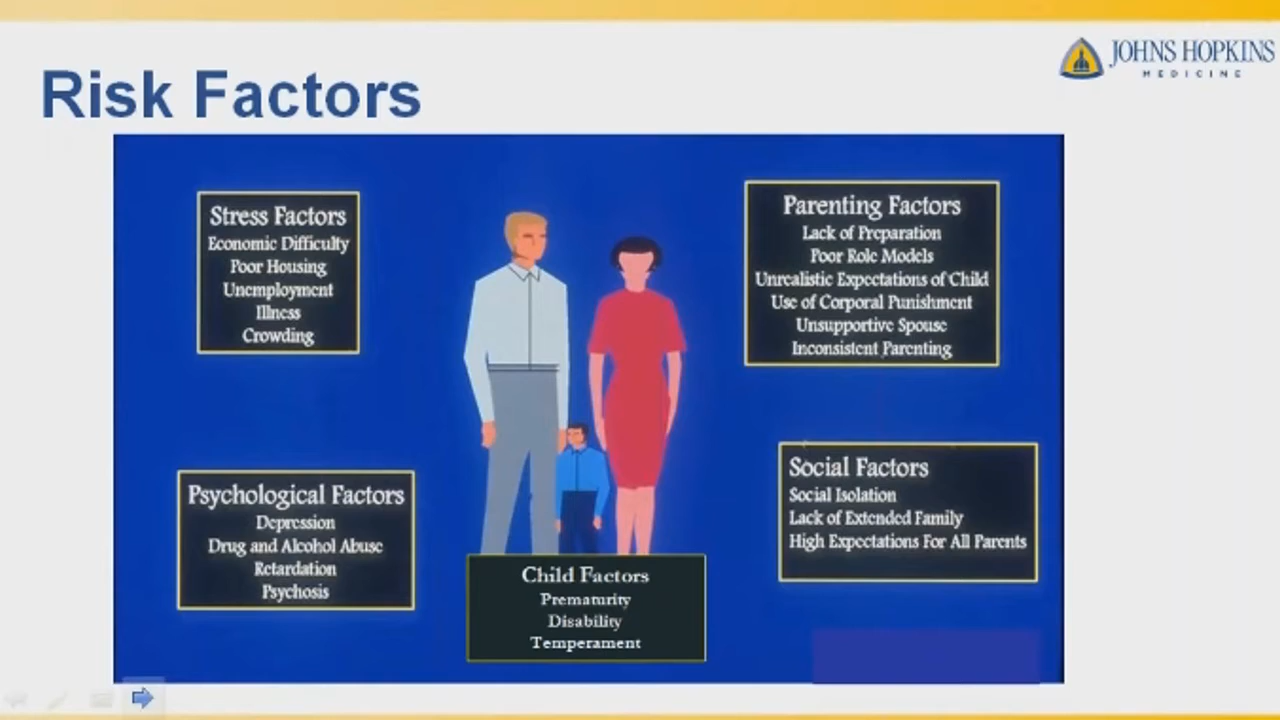 JOHNS HOPKINS
MEDICINE
Risk Factors
Stress Factors
Economic Difficulty
Poor Housing
Unemployment
Illness
Crowding
Parenting Factors
Lack of Preparation
Poor Role Models
Unrealistic Expectations of Child
Use of Corporal Punishment
Unsupportive Spouse
Inconsistent Parenting
Psychological Factors
Depression
Drug and Alcohol Abuse
Retardation
Psychosis
Child Factors
Prematurity
Disability
Temperament
Social Factors
Social Isolation
Lack of Extended Family
High Expectations For All Parents